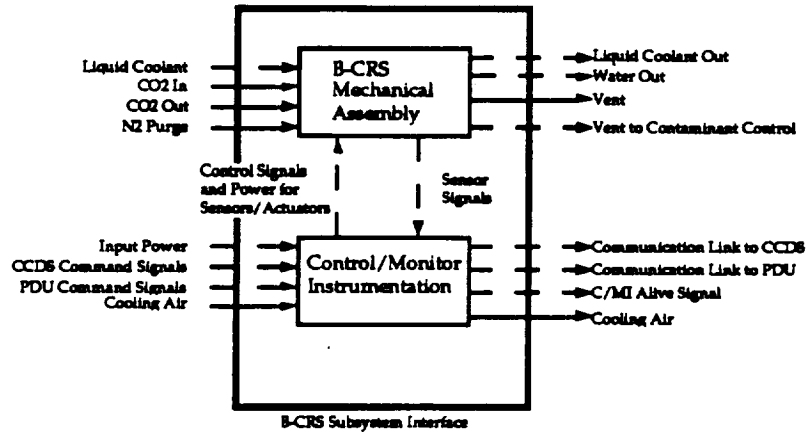 B-CRS
Mechanical
Assembly
Liquid Coolant
CO2 In
CO2 Out
N2 Purge
Liquid Coolant Out
Water Out
Vent
Vent to Contaminant Control
Control Signals
and Power for
Sensors/Actuators
Sensor
Signals
Input Power
CCDS Command Signals
PDU Command Signals
Cooling Air
Control/Monitor
Instrumentation
Communication Link to CCDS
Communication Link to PDU
C/MI Alive Signal
Cooling Air
B-CRS Subsystem Interface